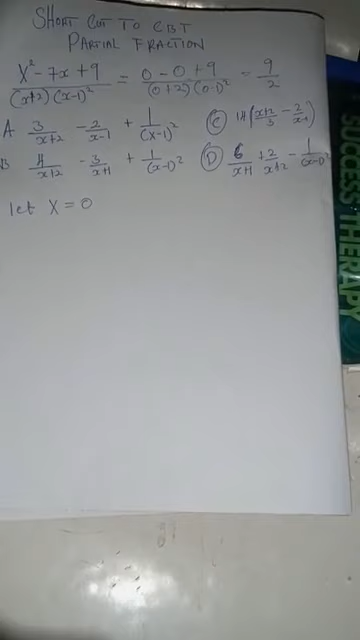 SHORT CUT TO CBT
PARTIAL FRACTION
x² - 7x + 9 / (x+2)(x-1)² = 0 - 0 + 9 / (0+2)(0-1)² = 9/2
A 3/x+2 - 2/x-1 + 1/(x-1)² C 14(x+2/3 - 2/x-1)
B 4/x+2 - 3/x+1 + 1/(x-1)² D 6/x+1 + 2/x+2 - 1/(x-1)²
let x = 0
SUCCESS THERAPY